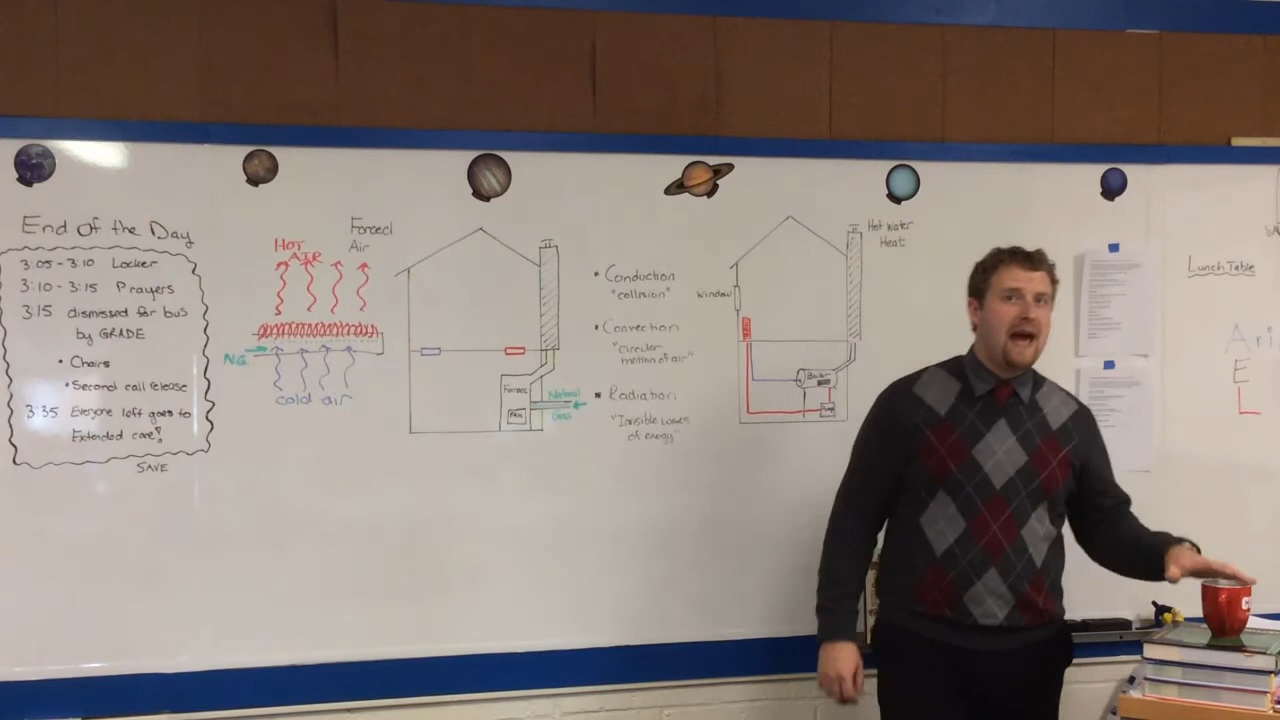 End of the Day
3:05 - 3:10 Locker
3:10 - 3:15 Prayers
3:15 dismissed for bus
by GRADE
• Chairs
• Second call release
3:35 Everyone left goes to
Extended care!
SAVE
HOT
AIR
N.G.
cold air
Forced
Air
Furnace
FAN
Natural
Gas
• Conduction
"collision"
• Convection
"circular
motion of air"
▪ Radiation
"Invisible waves
of energy"
Hot Water
Heat
Window
Boiler
Pump
Lunch Table
Ari
E
L
C